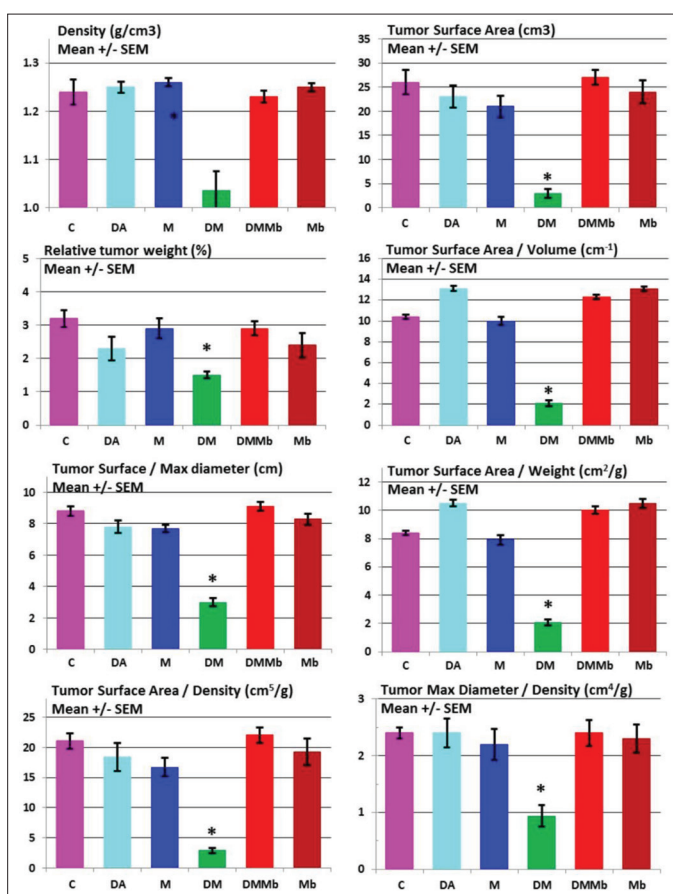 Density (g/cm3)
Mean +/- SEM
1.3
1.2
1.1
1.0
*
C DA M DM DMMb Mb
Tumor Surface Area (cm3)
Mean +/- SEM
35
30
25
20
15
10
5
0
*
C DA M DM DMMb Mb
Relative tumor weight (%)
Mean +/- SEM
5
4
3
2
1
0
*
C DA M DM DMMb Mb
Tumor Surface Area / Volume (cm⁻¹)
Mean +/- SEM
16
14
12
10
8
6
4
2
0
*
C DA M DM DMMb Mb
Tumor Surface / Max diameter (cm)
Mean +/- SEM
10
8
6
4
2
0
*
C DA M DM DMMb Mb
Tumor Surface Area / Weight (cm²/g)
Mean +/- SEM
12
10
8
6
4
2
0
*
C DA M DM DMMb Mb
Tumor Surface Area / Density (cm⁵/g)
Mean +/- SEM
25
20
15
10
5
0
*
C DA M DM DMMb Mb
Tumor Max Diameter / Density (cm⁴/g)
Mean +/- SEM
3
2
1
0
*
C DA M DM DMMb Mb